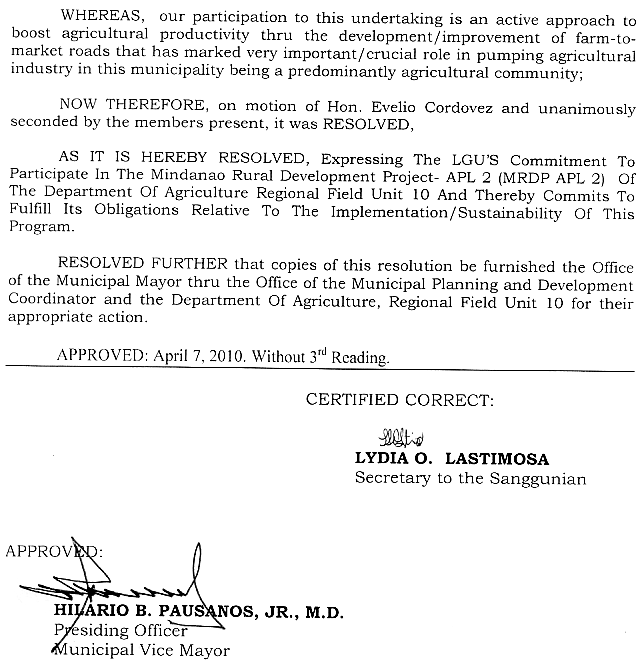 WHEREAS, our participation to this undertaking is an active approach to
boost agricultural productivity thru the development/improvement of farm-to-
market roads that has marked very important/crucial role in pumping agricultural
industry in this municipality being a predominantly agricultural community;
NOW THEREFORE, on motion of Hon. Evelio Cordovez and unanimously
seconded by the members present, it was RESOLVED,
AS IT IS HEREBY RESOLVED, Expressing The LGU'S Commitment To
Participate In The Mindanao Rural Development Project- APL 2 (MRDP APL 2) Of
The Department Of Agriculture Regional Field Unit 10 And Thereby Commits To
Fulfill Its Obligations Relative To The Implementation/Sustainability Of This
Program.
RESOLVED FURTHER that copies of this resolution be furnished the Office
of the Municipal Mayor thru the Office of the Municipal Planning and Development
Coordinator and the Department Of Agriculture, Regional Field Unit 10 for their
appropriate action.
APPROVED: April 7, 2010. Without 3rd Reading.
CERTIFIED CORRECT:
LYDIA O. LASTIMOSA
Secretary to the Sanggunian
APPROVED:
HILARIO B. PAUSANOS, JR., M.D.
Presiding Officer
Municipal Vice Mayor